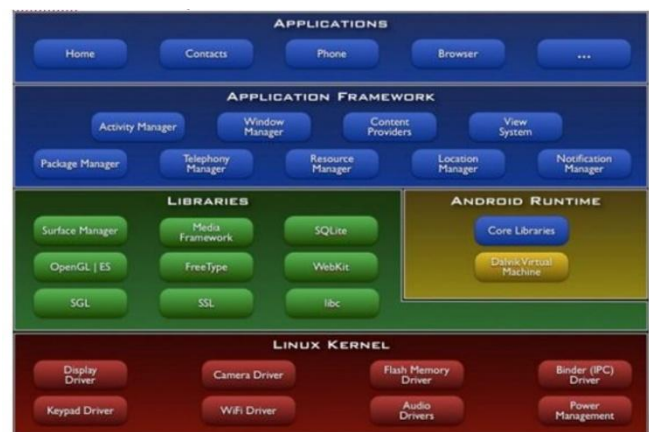 APPLICATIONS
Home Contacts Phone Browser ...
APPLICATION FRAMEWORK
Activity Manager Window Manager Content Providers View System
Package Manager Telephony Manager Resource Manager Location Manager Notification Manager
LIBRARIES
Surface Manager Media Framework SQLite
OpenGL | ES FreeType WebKit
SGL SSL libc
ANDROID RUNTIME
Core Libraries
Dalvik Virtual Machine
LINUX KERNEL
Display Driver Camera Driver Flash Memory Driver Binder (IPC) Driver
Keypad Driver WiFi Driver Audio Drivers Power Management